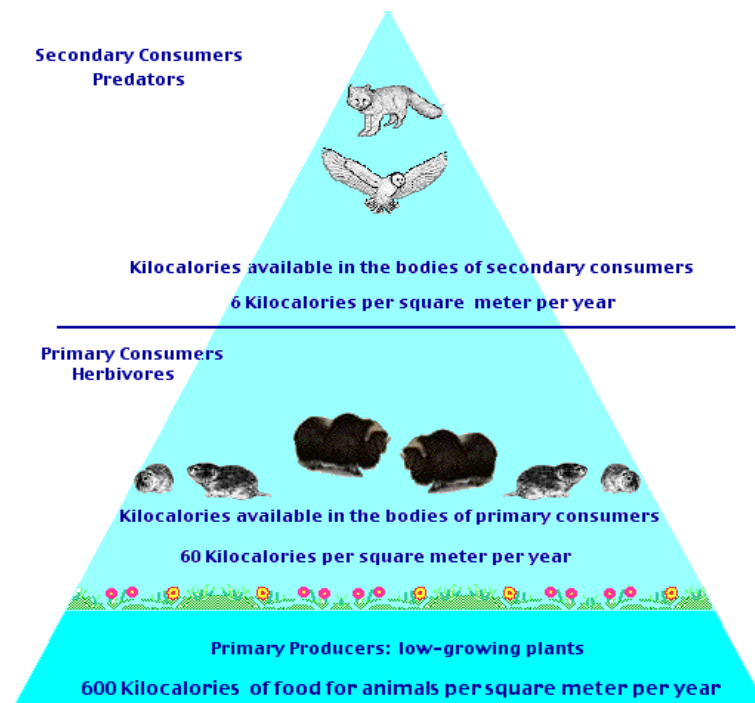 Secondary Consumers
Predators
Kilocalories available in the bodies of secondary consumers
6 Kilocalories per square meter per year
Primary Consumers
Herbivores
Kilocalories available in the bodies of primary consumers
60 Kilocalories per square meter per year
Primary Producers: low-growing plants
600 Kilocalories of food for animals per square meter per year